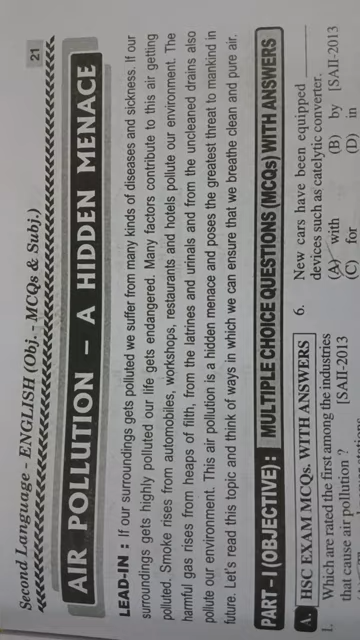 Second Language - ENGLISH (Obj. - MCQs & Subj.)
21
AIR POLLUTION – A HIDDEN MENACE
LEAD-IN : If our surroundings gets polluted we suffer from many kinds of diseases and sickness. If our
surroundings gets highly polluted our life gets endangered. Many factors contribute to this air getting
polluted. Smoke rises from automobiles, workshops, restaurants and hotels pollute our environment. The
harmful gas rises from heaps of filth, from the latrines and urinals and from the uncleaned drains also
pollute our environment. This air pollution is a hidden menace and poses the greatest threat to mankind in
future. Let's read this topic and think of ways in which we can ensure that we breathe clean and pure air.
PART – I (OBJECTIVE) : MULTIPLE CHOICE QUESTIONS (MCQs) WITH ANSWERS
A. HSC EXAM MCQs. WITH ANSWERS
1. Which are rated the first among the industries
that cause air pollution ? [SAII-2013
6. New cars have been equipped ______
devices such as catelytic converter.
(A) with (B) by [SAII-2013
(C) for (D) in